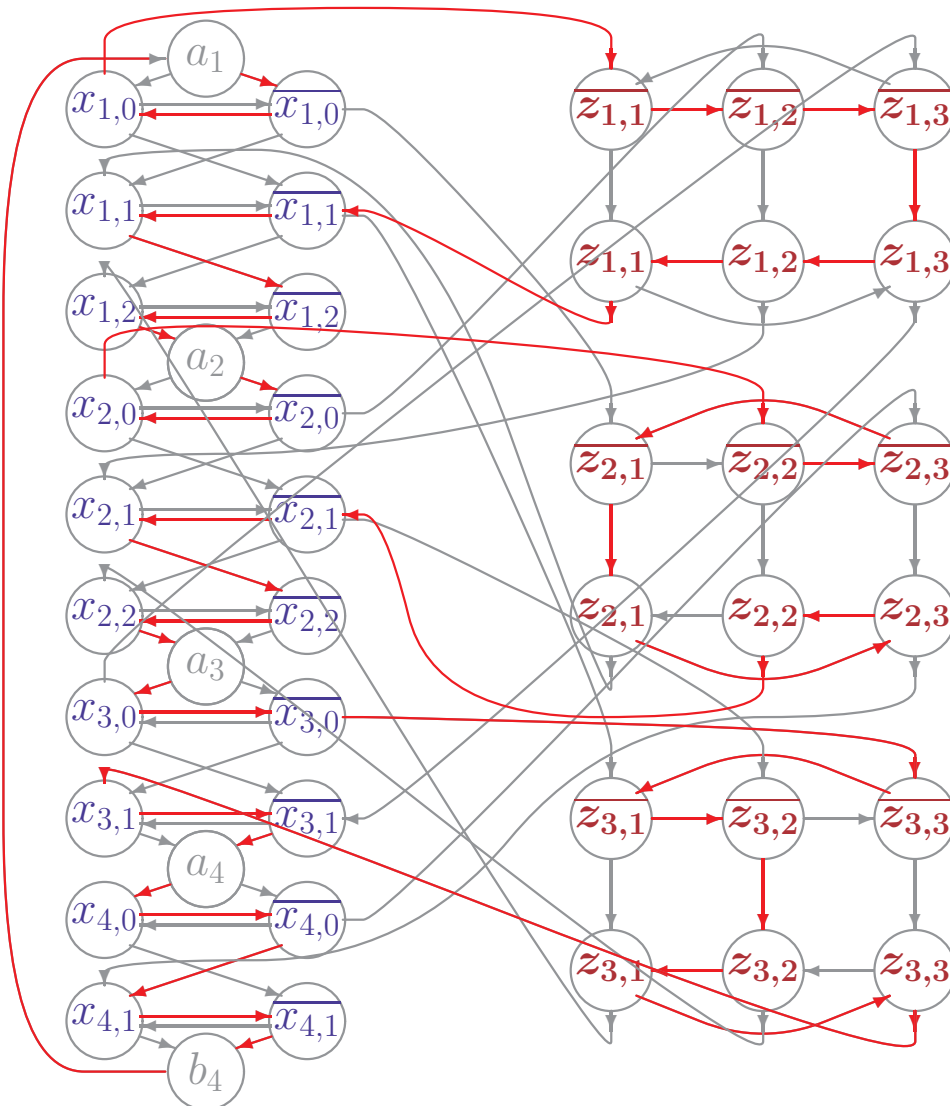 a₁
x₁,₀ x̅₁,₀ z̅₁,₁ z̅₁,₂ z̅₁,₃
x₁,₁ x̅₁,₁
z₁,₁ z₁,₂ z₁,₃
x₁,₂ x̅₁,₂
a₂
x₂,₀ x̅₂,₀
z̅₂,₁ z̅₂,₂ z̅₂,₃
x₂,₁ x̅₂,₁
x₂,₂ x̅₂,₂ z₂,₁ z₂,₂ z₂,₃
a₃
x₃,₀ x̅₃,₀
x₃,₁ x̅₃,₁ z̅₃,₁ z̅₃,₂ z̅₃,₃
a₄
x₄,₀ x̅₄,₀
z₃,₁ z₃,₂ z₃,₃
x₄,₁ x̅₄,₁
b₄